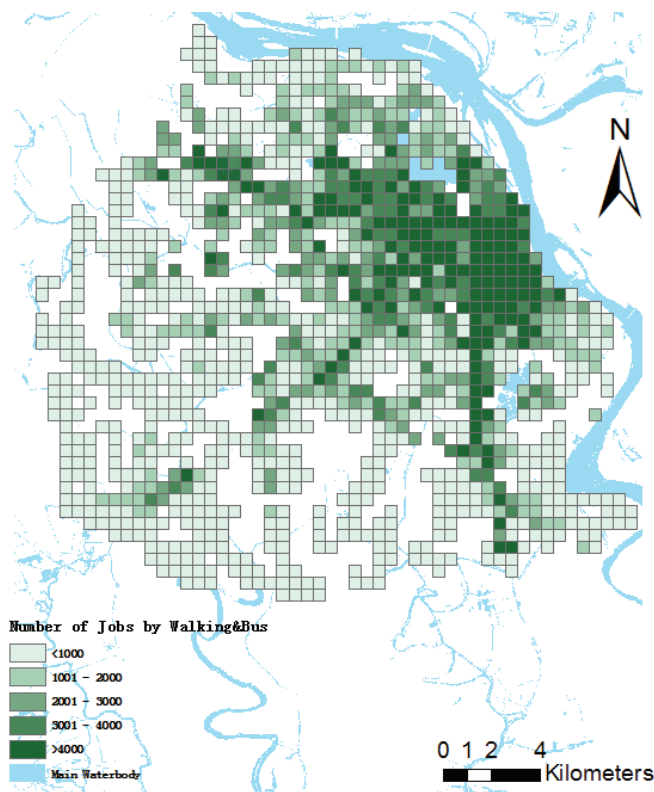 N
Number of Jobs by Walking&Bus
<1000
1001 - 2000
2001 - 3000
3001 - 4000
>4000
Main Waterbody
0 1 2 4
Kilometers